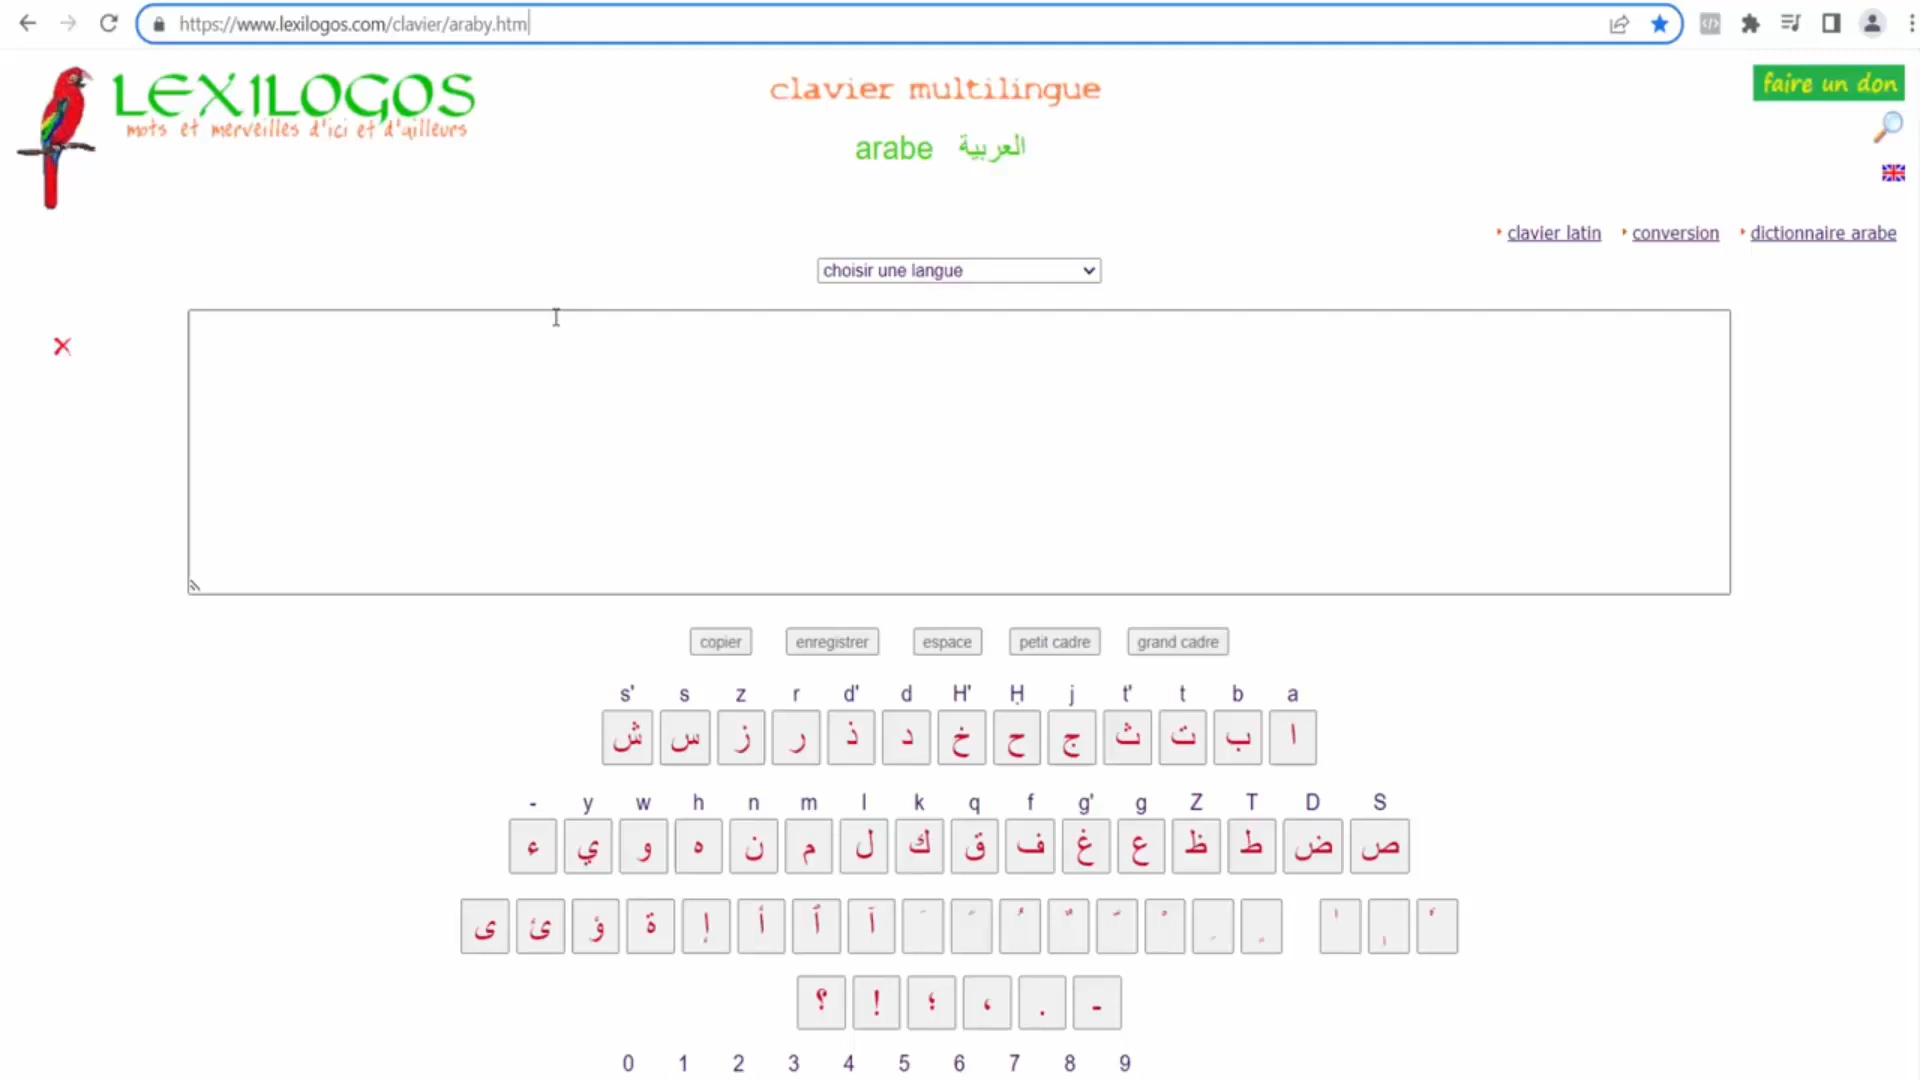 https://www.lexilogos.com/clavier/araby.htm
LEXILOGOS
mots et merveilles d'ici et d'ailleurs
clavier multilingue
arabe العربية
faire un don
clavier latin conversion dictionnaire arabe
choisir une langue
copier enregistrer espace petit cadre grand cadre
s' s z r d' d H' Ḥ j t' t b a
ش س ز ر ذ د خ ح ج ث ت ب ا
- y w h n m l k q f g' g Z T D S
ء ي و ه ن م ل ك ق ف غ ع ظ ط ض ص
ى ئ ؤ ة إ أ ٱ آ
؟ ! ؛ ، . -
0 1 2 3 4 5 6 7 8 9